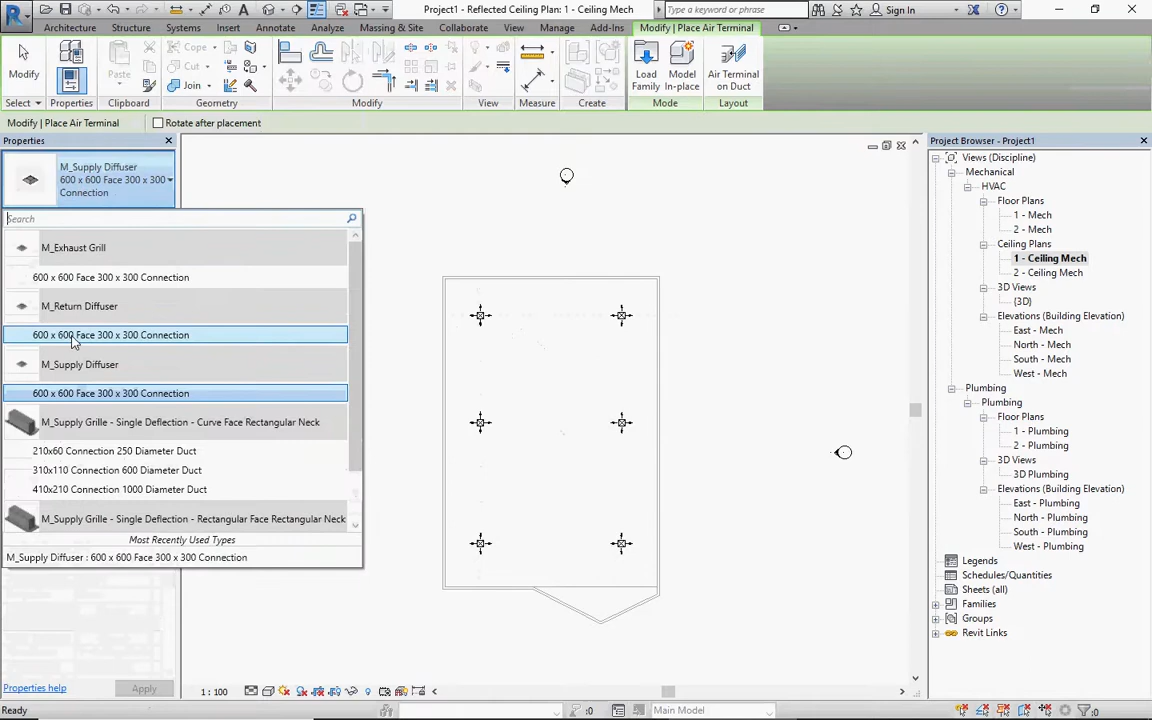 Project1 - Reflected Ceiling Plan: 1 - Ceiling Mech
Type a keyword or phrase
Sign In
Architecture
Structure
Systems
Insert
Annotate
Analyze
Massing & Site
Collaborate
View
Manage
Add-Ins
Modify | Place Air Terminal
Modify
Paste
Cope
Cut
Join
Load
Family
Model
In-place
Air Terminal
on Duct
Select
Properties
Clipboard
Geometry
Modify
View
Measure
Create
Mode
Layout
Modify | Place Air Terminal
Rotate after placement
Properties
M_Supply Diffuser
600 x 600 Face 300 x 300
Connection
Search
M_Exhaust Grill
600 x 600 Face 300 x 300 Connection
M_Return Diffuser
600 x 600 Face 300 x 300 Connection
M_Supply Diffuser
600 x 600 Face 300 x 300 Connection
M_Supply Grille - Single Deflection - Curve Face Rectangular Neck
210x60 Connection 250 Diameter Duct
310x110 Connection 600 Diameter Duct
410x210 Connection 1000 Diameter Duct
M_Supply Grille - Single Deflection - Rectangular Face Rectangular Neck
Most Recently Used Types
M_Supply Diffuser : 600 x 600 Face 300 x 300 Connection
Properties help
Apply
1 : 100
Ready
:0
Main Model
:0
Project Browser - Project1
Views (Discipline)
Mechanical
HVAC
Floor Plans
1 - Mech
2 - Mech
Ceiling Plans
1 - Ceiling Mech
2 - Ceiling Mech
3D Views
{3D}
Elevations (Building Elevation)
East - Mech
North - Mech
South - Mech
West - Mech
Plumbing
Plumbing
Floor Plans
1 - Plumbing
2 - Plumbing
3D Views
3D Plumbing
Elevations (Building Elevation)
East - Plumbing
North - Plumbing
South - Plumbing
West - Plumbing
Legends
Schedules/Quantities
Sheets (all)
Families
Groups
Revit Links